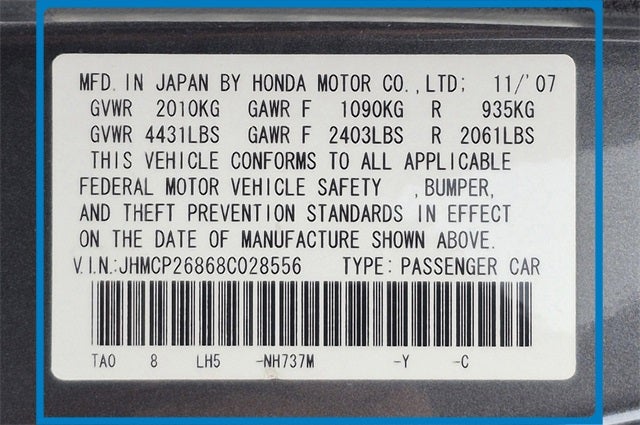 MFD. IN JAPAN BY HONDA MOTOR CO.,LTD; 11/'07
GVWR 2010KG GAWR F 1090KG R 935KG
GVWR 4431LBS GAWR F 2403LBS R 2061LBS
THIS VEHICLE CONFORMS TO ALL APPLICABLE
FEDERAL MOTOR VEHICLE SAFETY ,BUMPER,
AND THEFT PREVENTION STANDARDS IN EFFECT
ON THE DATE OF MANUFACTURE SHOWN ABOVE.
V.I.N.:JHMCP26868C028556 TYPE: PASSENGER CAR
TA0 8 LH5 -NH737M -Y -C